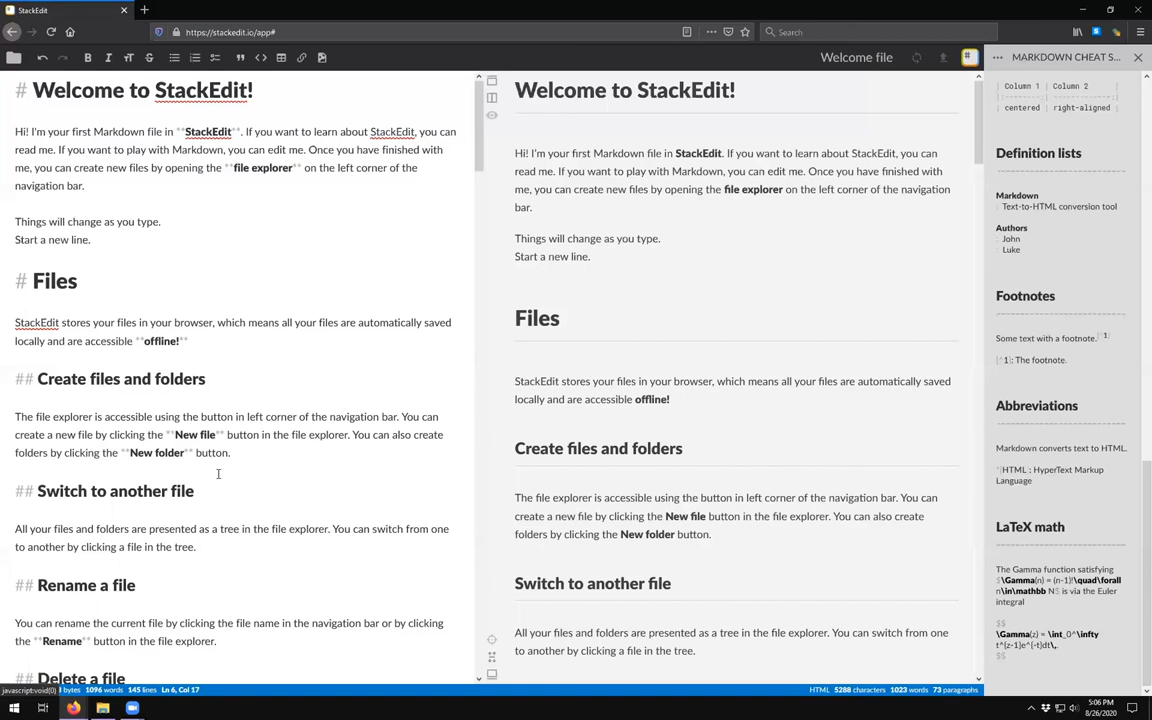 StackEdit
https://stackedit.io/app#
Search
Welcome file
MARKDOWN CHEAT S...
# Welcome to StackEdit!
Hi! I'm your first Markdown file in **StackEdit**. If you want to learn about StackEdit, you can
read me. If you want to play with Markdown, you can edit me. Once you have finished with
me, you can create new files by opening the **file explorer** on the left corner of the
navigation bar.
Things will change as you type.
Start a new line.
# Files
StackEdit stores your files in your browser, which means all your files are automatically saved
locally and are accessible **offline!**
## Create files and folders
The file explorer is accessible using the button in left corner of the navigation bar. You can
create a new file by clicking the **New file** button in the file explorer. You can also create
folders by clicking the **New folder** button.
## Switch to another file
All your files and folders are presented as a tree in the file explorer. You can switch from one
to another by clicking a file in the tree.
## Rename a file
You can rename the current file by clicking the file name in the navigation bar or by clicking
the **Rename** button in the file explorer.
## Delete a file
Welcome to StackEdit!
Hi! I'm your first Markdown file in StackEdit. If you want to learn about StackEdit, you can
read me. If you want to play with Markdown, you can edit me. Once you have finished with
me, you can create new files by opening the file explorer on the left corner of the navigation
bar.
Things will change as you type.
Start a new line.
Files
StackEdit stores your files in your browser, which means all your files are automatically saved
locally and are accessible offline!
Create files and folders
The file explorer is accessible using the button in left corner of the navigation bar. You can
create a new file by clicking the New file button in the file explorer. You can also create
folders by clicking the New folder button.
Switch to another file
All your files and folders are presented as a tree in the file explorer. You can switch from one
to another by clicking a file in the tree.
| Column 1 | Column 2 |
|:--------:|---------:|
| centered | right-aligned |
Definition lists
Markdown
: Text-to-HTML conversion tool
Authors
: John
: Luke
Footnotes
Some text with a footnote.[^1]
[^1]: The footnote.
Abbreviations
Markdown converts text to HTML.
*[HTML]: HyperText Markup
Language
LaTeX math
The Gamma function satisfying
$\Gamma(n) = (n-1)!\quad\forall
n\in\mathbb N$ is via the Euler
integral
$$
\Gamma(z) = \int_0^\infty
t^{z-1}e^{-t}dt\,.
$$
javascript:void(0)
bytes 1096 words 145 lines Ln 6, Col 17
HTML 5288 characters 1023 words 73 paragraphs
5:06 PM
8/26/2020